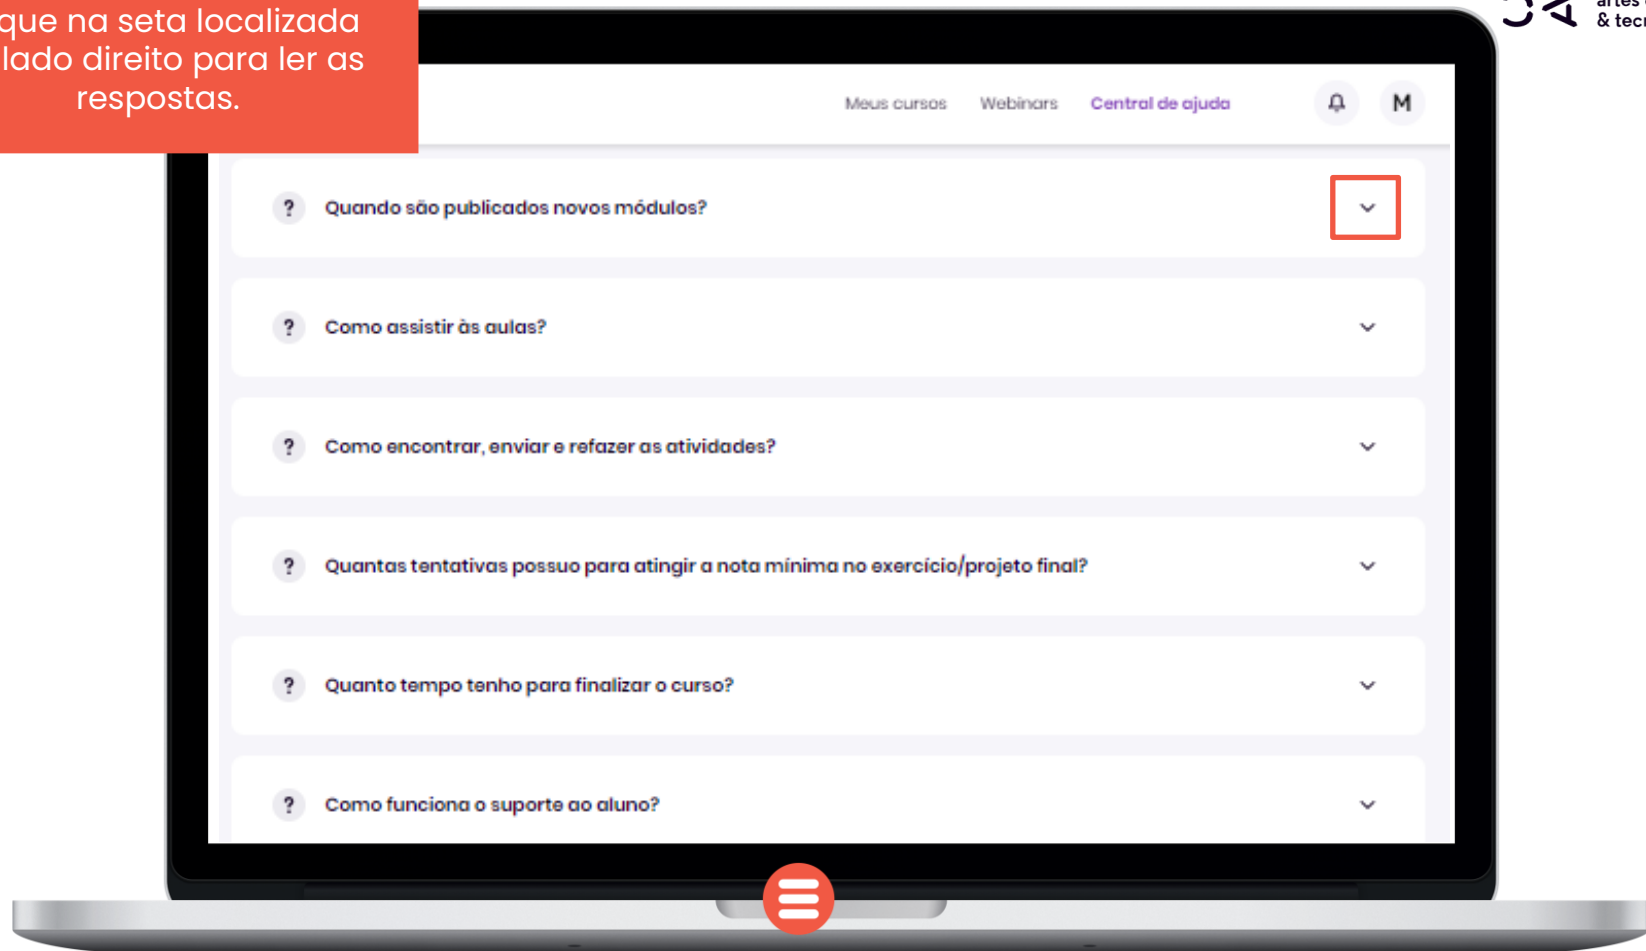 que na seta localizada
lado direito para ler as
respostas.
artes
& tec
Meus cursos Webinars Central de ajuda M
? Quando são publicados novos módulos?
? Como assistir às aulas?
? Como encontrar, enviar e refazer as atividades?
? Quantas tentativas possuo para atingir a nota mínima no exercício/projeto final?
? Quanto tempo tenho para finalizar o curso?
? Como funciona o suporte ao aluno?